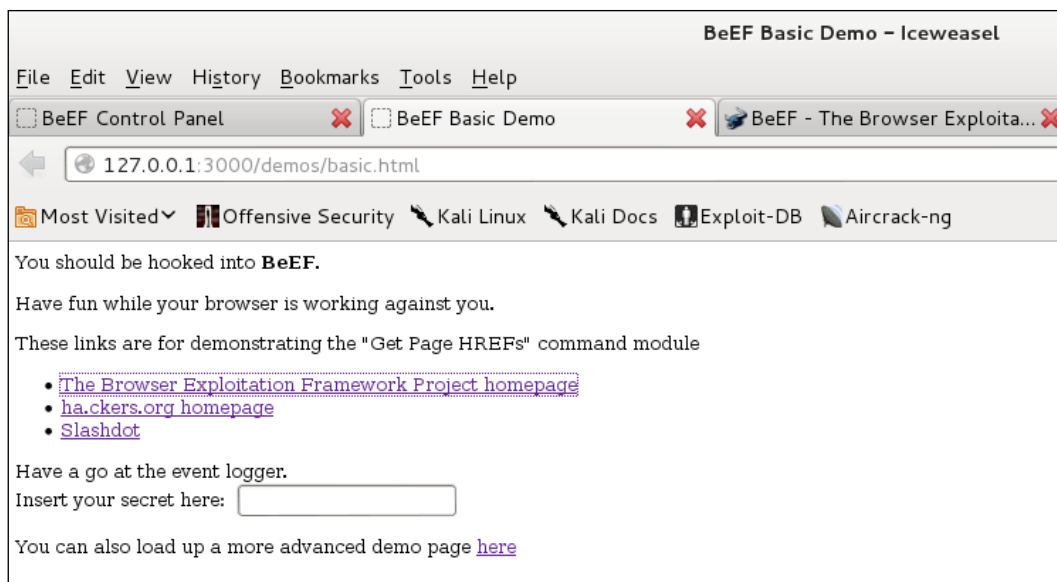 BeEF Basic Demo - Iceweasel
File Edit View History Bookmarks Tools Help
BeEF Control Panel BeEF Basic Demo BeEF - The Browser Exploita...
127.0.0.1:3000/demos/basic.html
Most Visited Offensive Security Kali Linux Kali Docs Exploit-DB Aircrack-ng
You should be hooked into BeEF.
Have fun while your browser is working against you.
These links are for demonstrating the "Get Page HREFs" command module
• The Browser Exploitation Framework Project homepage
• ha.ckers.org homepage
• Slashdot
Have a go at the event logger.
Insert your secret here:
You can also load up a more advanced demo page here